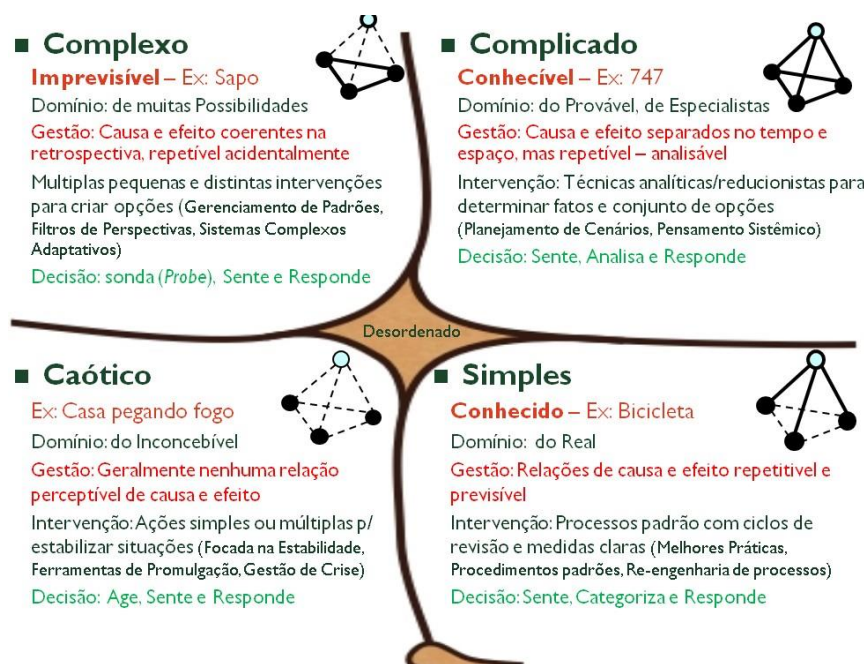 ▪ Complexo
Imprevisível – Ex: Sapo
Domínio: de muitas Possibilidades
Gestão: Causa e efeito coerentes na
retrospectiva, repetível acidentalmente
Multiplas pequenas e distintas intervenções
para criar opções (Gerenciamento de Padrões,
Filtros de Perspectivas, Sistemas Complexos
Adaptativos)
Decisão: sonda (Probe), Sente e Responde
▪ Complicado
Conhecível – Ex: 747
Domínio: do Provável, de Especialistas
Gestão: Causa e efeito separados no tempo e
espaço, mas repetível – analisável
Intervenção: Técnicas analíticas/reducionistas para
determinar fatos e conjunto de opções
(Planejamento de Cenários, Pensamento Sistêmico)
Decisão: Sente, Analisa e Responde
Desordenado
▪ Caótico
Ex: Casa pegando fogo
Domínio: do Inconcebível
Gestão: Geralmente nenhuma relação
perceptível de causa e efeito
Intervenção: Ações simples ou múltiplas p/
estabilizar situações (Focada na Estabilidade,
Ferramentas de Promulgação, Gestão de Crise)
Decisão: Age, Sente e Responde
▪ Simples
Conhecido – Ex: Bicicleta
Domínio: do Real
Gestão: Relações de causa e efeito repetitivel e
previsível
Intervenção: Processos padrão com ciclos de
revisão e medidas claras (Melhores Práticas,
Procedimentos padrões, Re-engenharia de processos)
Decisão: Sente, Categoriza e Responde